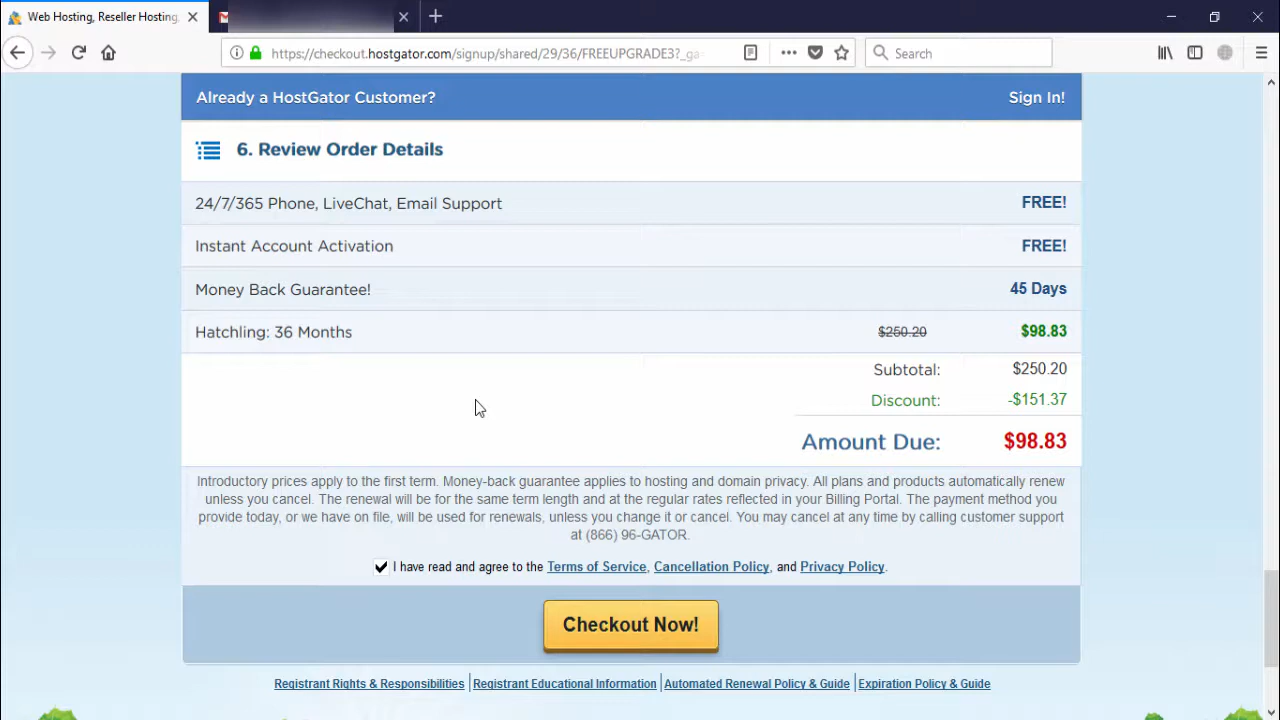 Web Hosting, Reseller Hosting,
https://checkout.hostgator.com/signup/shared/29/36/FREEUPGRADE3?_ga
Search
Already a HostGator Customer? Sign In!
6. Review Order Details
24/7/365 Phone, LiveChat, Email Support FREE!
Instant Account Activation FREE!
Money Back Guarantee! 45 Days
Hatchling: 36 Months $250.20 $98.83
Subtotal: $250.20
Discount: -$151.37
Amount Due: $98.83
Introductory prices apply to the first term. Money-back guarantee applies to hosting and domain privacy. All plans and products automatically renew
unless you cancel. The renewal will be for the same term length and at the regular rates reflected in your Billing Portal. The payment method you
provide today, or we have on file, will be used for renewals, unless you change it or cancel. You may cancel at any time by calling customer support
at (866) 96-GATOR.
I have read and agree to the Terms of Service, Cancellation Policy, and Privacy Policy.
Checkout Now!
Registrant Rights & Responsibilities | Registrant Educational Information | Automated Renewal Policy & Guide | Expiration Policy & Guide